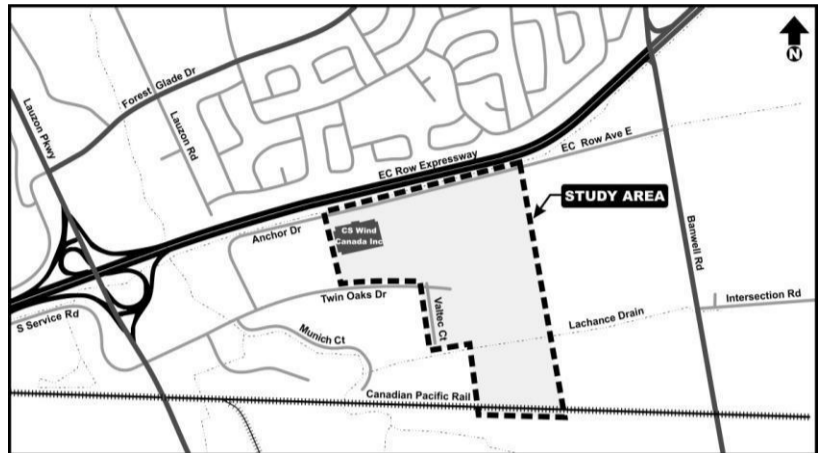 Forest Glade Dr
Lauzon Pkwy
Lauzon Rd
N
EC Row Expressway
EC Row Ave E
STUDY AREA
CS Wind
Canada Inc
Anchor Dr
Banwell Rd
Twin Oaks Dr
Valtec Ct
Intersection Rd
S Service Rd
Lachance Drain
Munich Ct
Canadian Pacific Rail